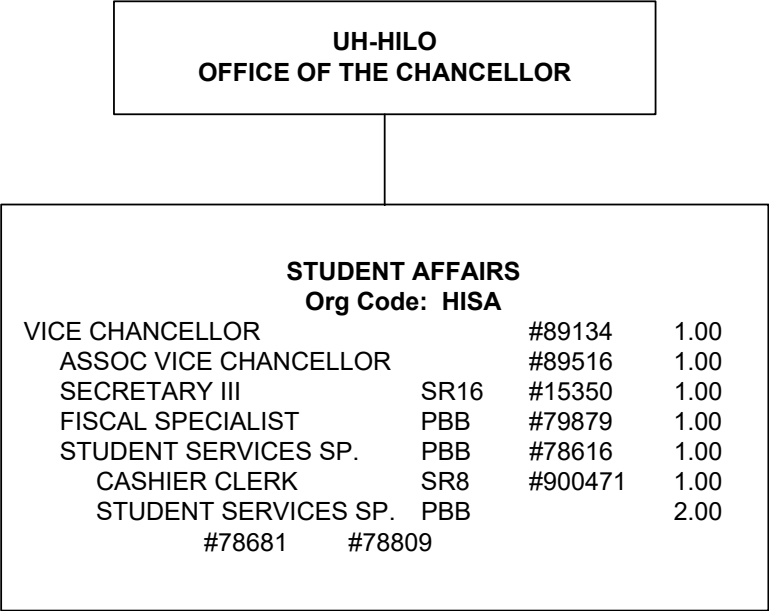 UH-HILO
OFFICE OF THE CHANCELLOR
STUDENT AFFAIRS
Org Code: HISA
VICE CHANCELLOR #89134 1.00
ASSOC VICE CHANCELLOR #89516 1.00
SECRETARY III SR16 #15350 1.00
FISCAL SPECIALIST PBB #79879 1.00
STUDENT SERVICES SP. PBB #78616 1.00
CASHIER CLERK SR8 #900471 1.00
STUDENT SERVICES SP. PBB 2.00
#78681 #78809